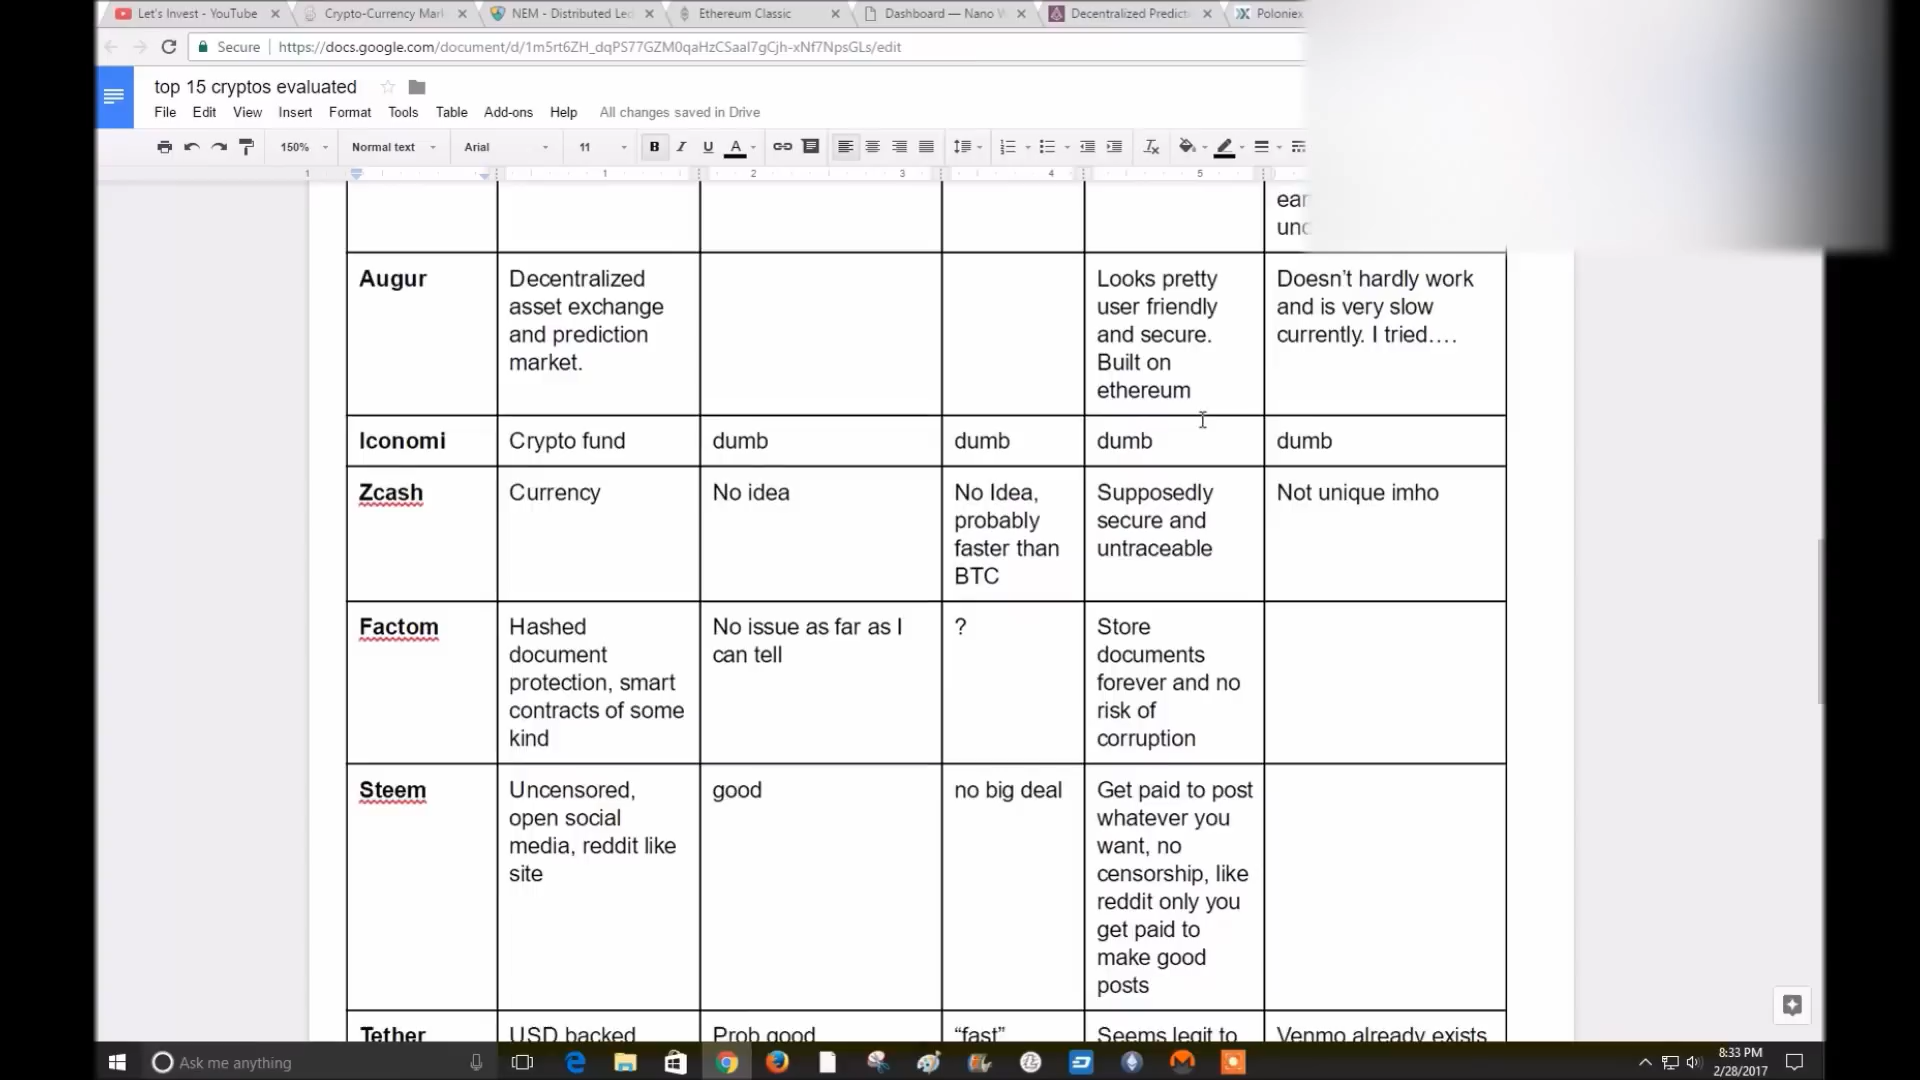 Let's Invest - YouTube
Crypto-Currency Mar
NEM - Distributed Le
Ethereum Classic
Dashboard — Nano
Decentralized Predict
Poloniex
Secure
https://docs.google.com/document/d/1m5rt6ZH_dqPS77GZM0qaHzCSaal7gCjh-xNf7NpsGLs/edit
top 15 cryptos evaluated
File Edit View Insert Format Tools Table Add-ons Help All changes saved in Drive
150% Normal text Arial 11 B I U A
1 1 2 3 4 5
Augur
Decentralized
asset exchange
and prediction
market.
Looks pretty
user friendly
and secure.
Built on
ethereum
Doesn't hardly work
and is very slow
currently. I tried….
Iconomi
Crypto fund
dumb
dumb
dumb
dumb
Zcash
Currency
No idea
No Idea,
probably
faster than
BTC
Supposedly
secure and
untraceable
Not unique imho
Factom
Hashed
document
protection, smart
contracts of some
kind
No issue as far as I
can tell
?
Store
documents
forever and no
risk of
corruption
Steem
Uncensored,
open social
media, reddit like
site
good
no big deal
Get paid to post
whatever you
want, no
censorship, like
reddit only you
get paid to
make good
posts
Tether
USD backed
Prob good
“fast”
Seems legit to
Venmo already exists
Ask me anything
8:33 PM
2/28/2017